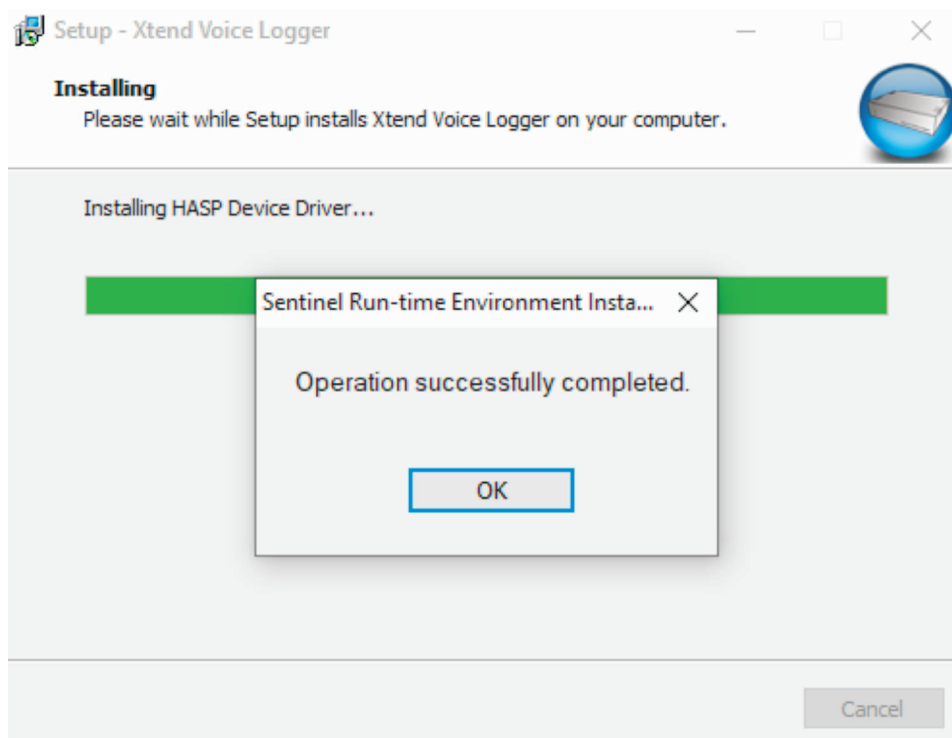 Setup - Xtend Voice Logger
Installing
Please wait while Setup installs Xtend Voice Logger on your computer.
Installing HASP Device Driver...
Sentinel Run-time Environment Insta...
Operation successfully completed.
OK
Cancel